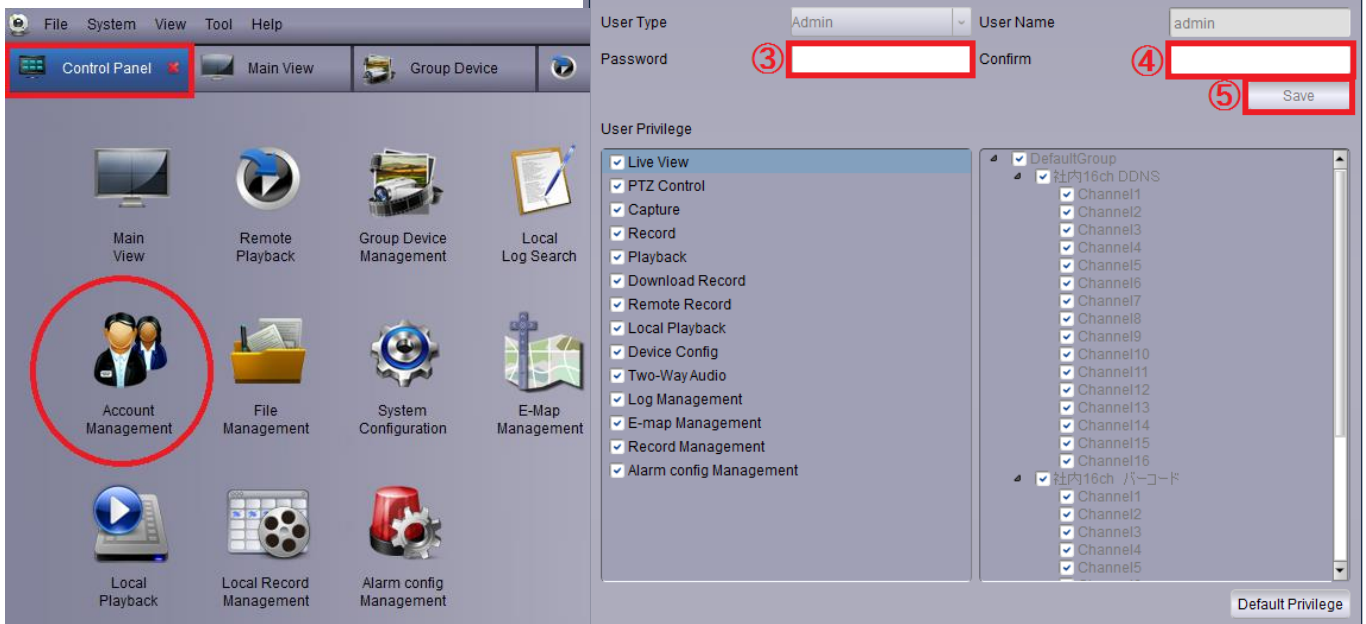 File System View Tool Help
Control Panel Main View Group Device
Main
View
Remote
Playback
Group Device
Management
Local
Log Search
Account
Management
File
Management
System
Configuration
E-Map
Management
Local
Playback
Local Record
Management
Alarm config
Management
User Type Admin User Name admin
Password ③ Confirm ④
⑤ Save
User Privilege
Live View
PTZ Control
Capture
Record
Playback
Download Record
Remote Record
Local Playback
Device Config
Two-Way Audio
Log Management
E-map Management
Record Management
Alarm config Management
DefaultGroup
社内16ch DDNS
Channel1
Channel2
Channel3
Channel4
Channel5
Channel6
Channel7
Channel8
Channel9
Channel10
Channel11
Channel12
Channel13
Channel14
Channel15
Channel16
社内16ch バーコード
Channel1
Channel2
Channel3
Channel4
Channel5
Default Privilege